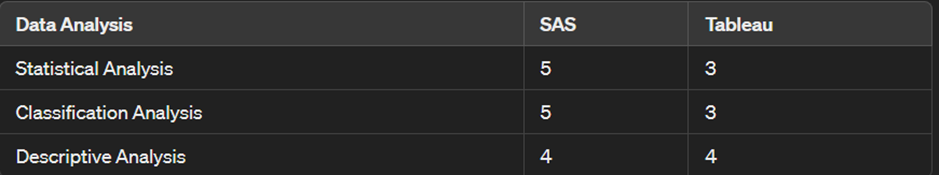 Data Analysis SAS Tableau
Statistical Analysis 5 3
Classification Analysis 5 3
Descriptive Analysis 4 4